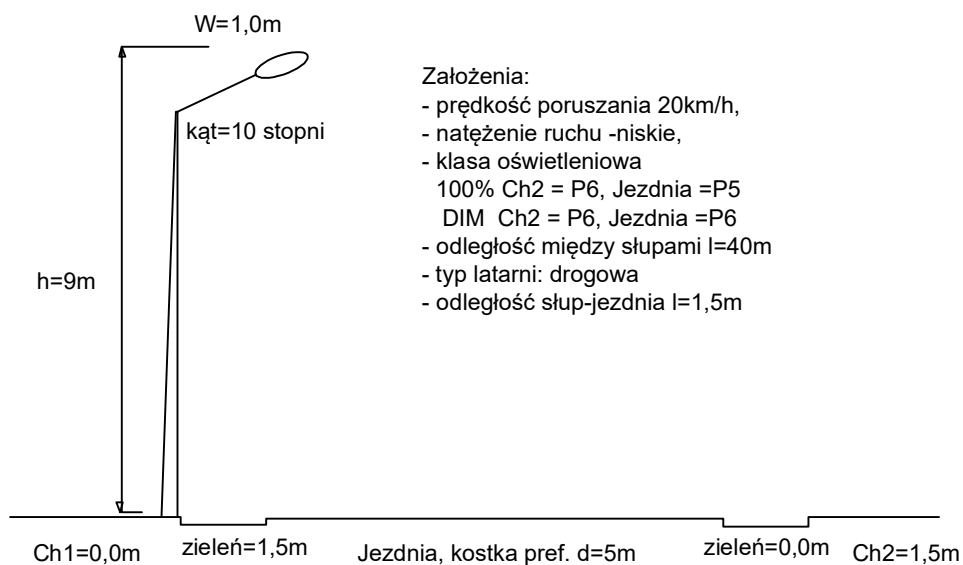 W=1,0m
Założenia:
- prędkość poruszania 20km/h,
- natężenie ruchu -niskie,
- klasa oświetleniowa
100% Ch2 = P6, Jezdnia =P5
DIM Ch2 = P6, Jezdnia =P6
- odległość między słupami l=40m
- typ latarni: drogowa
- odległość słup-jezdnia l=1,5m
kąt=10 stopni
h=9m
Ch1=0,0m
zieleń=1,5m
Jezdnia, kostka pref. d=5m
zieleń=0,0m
Ch2=1,5m